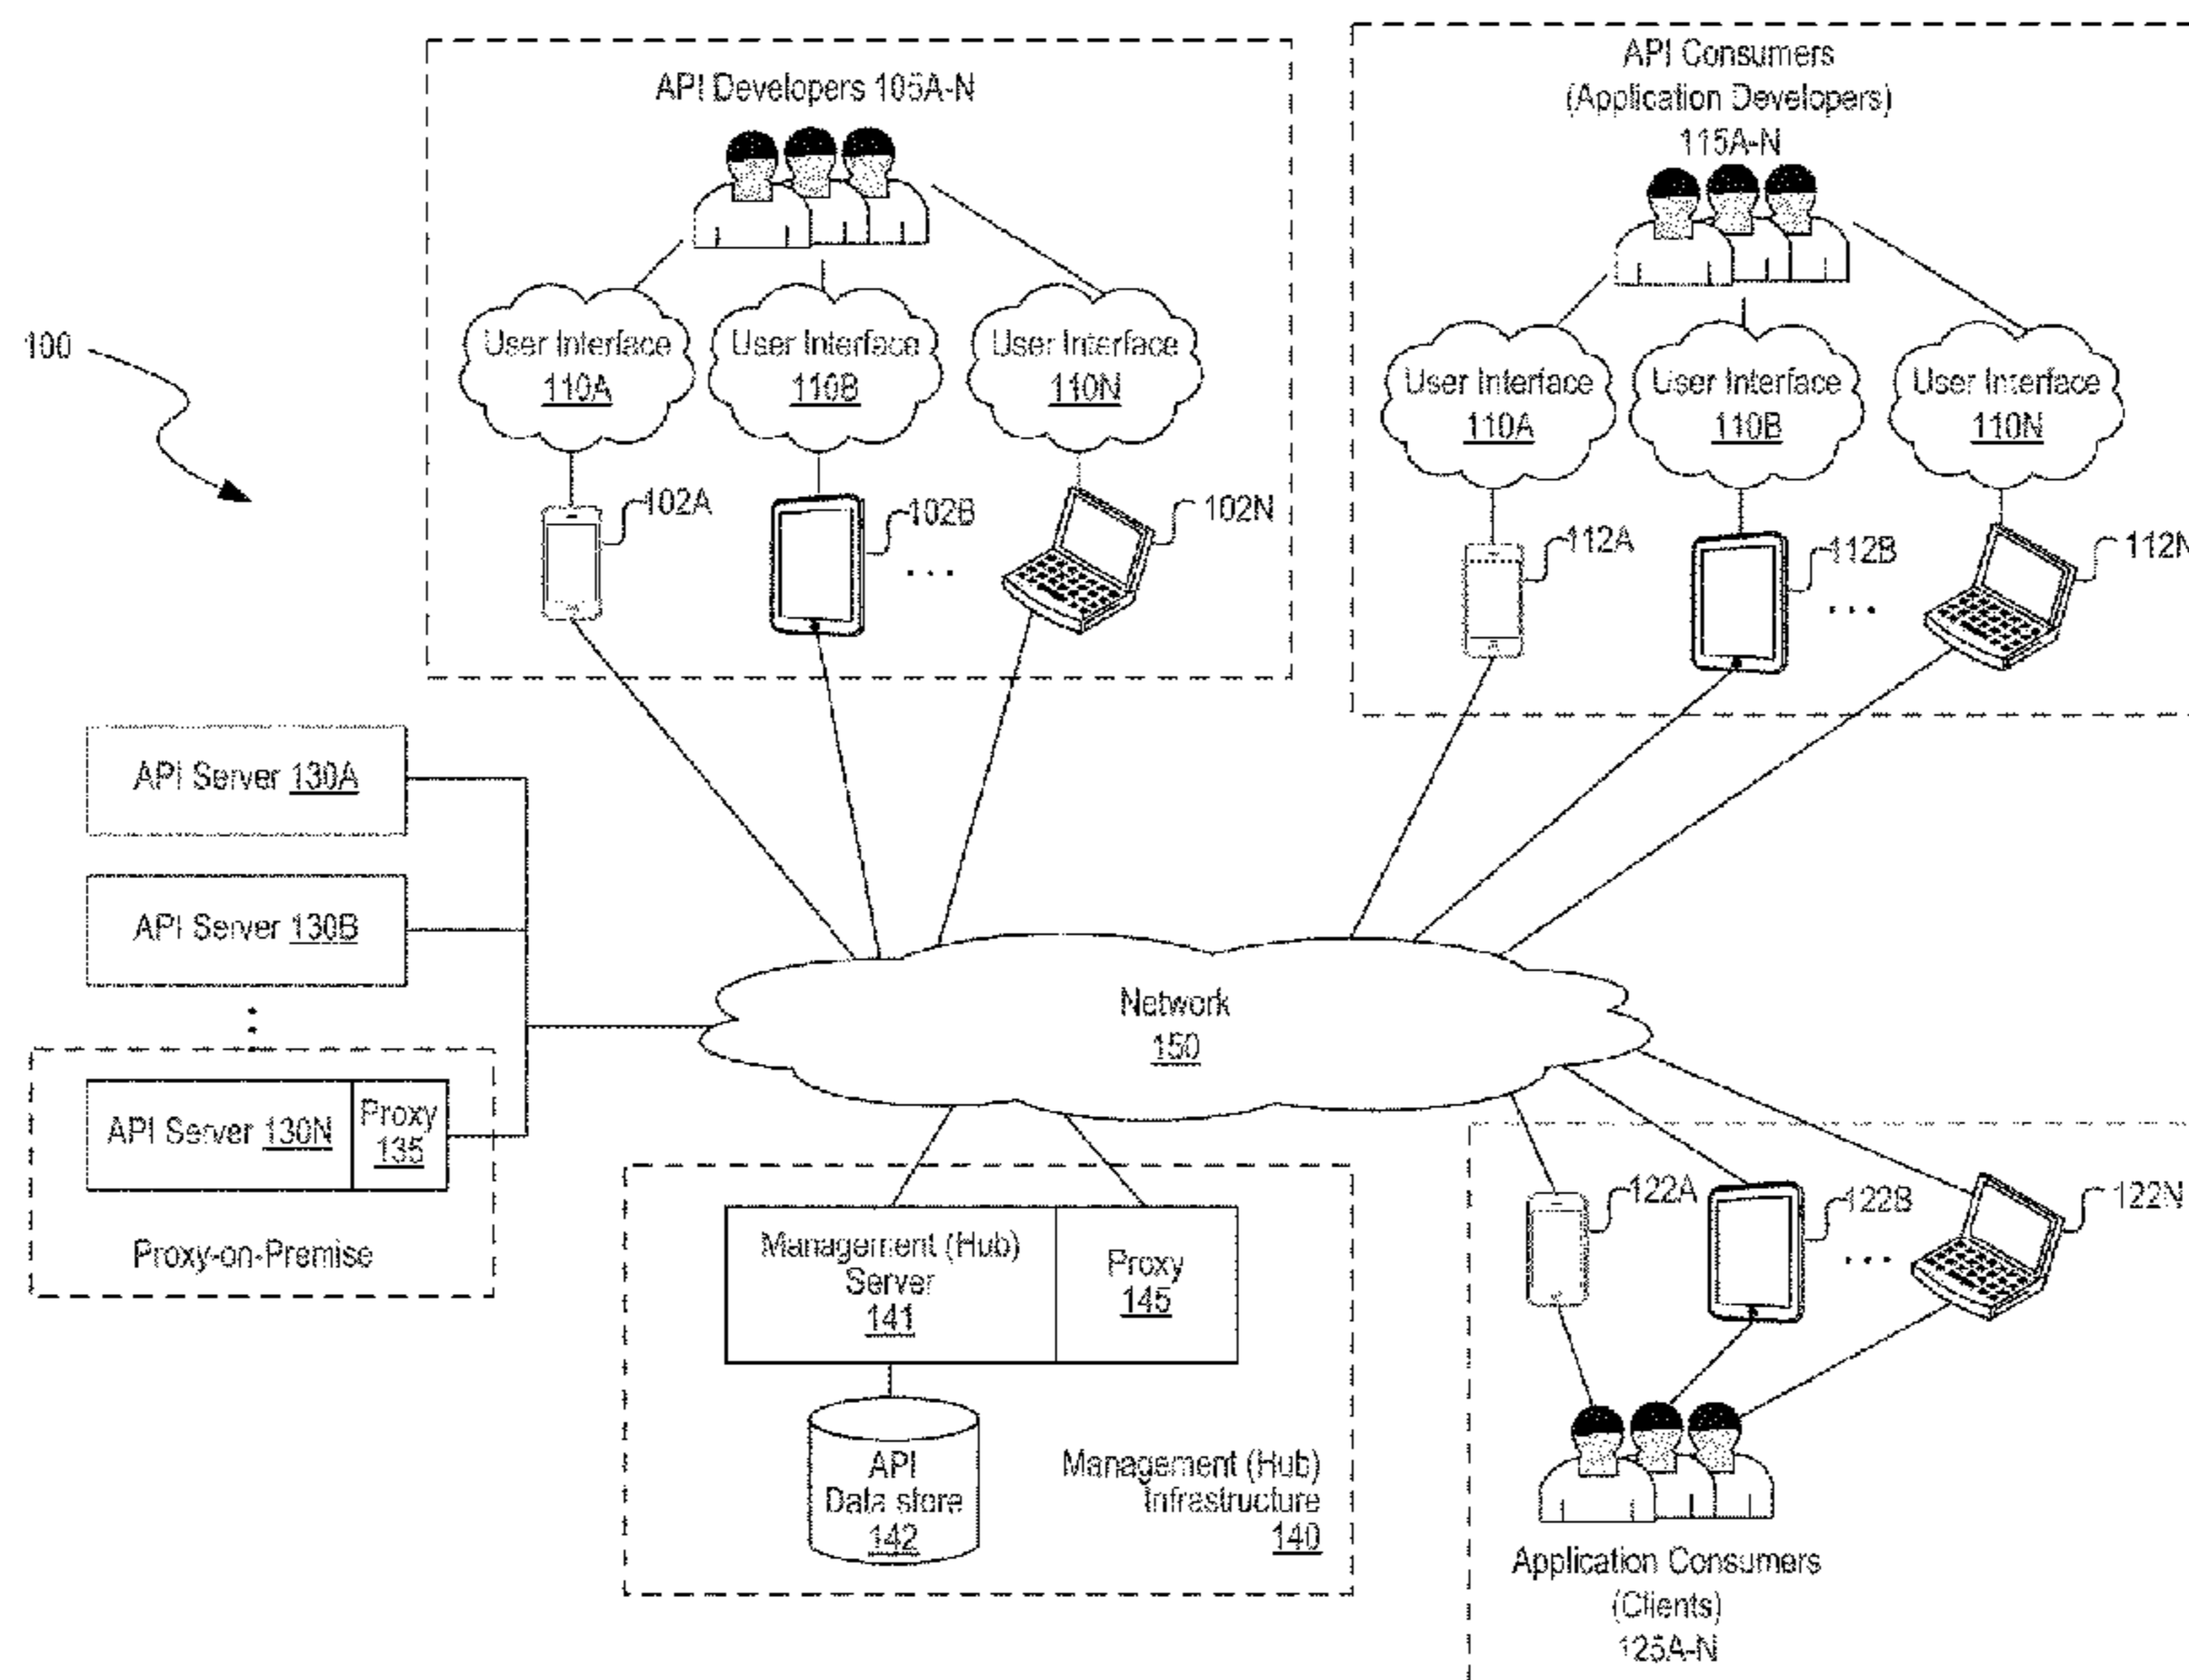 API Developers 105A-N
API Consumers
(Application Developers)
115A-N
100
User Interface
110A
User Interface
110B
User Interface
110N
User Interface
110A
User Interface
110B
User Interface
110N
102A
102B
...
102N
112A
112B
...
112N
API Server 130A
API Server 130B
API Server 130N
Proxy
135
Proxy-on-Premise
Network
150
Management (Hub)
Server
141
Proxy
145
API
Data store
142
Management (Hub)
Infrastructure
140
122A
122B
...
122N
Application Consumers
(Clients)
125A-N